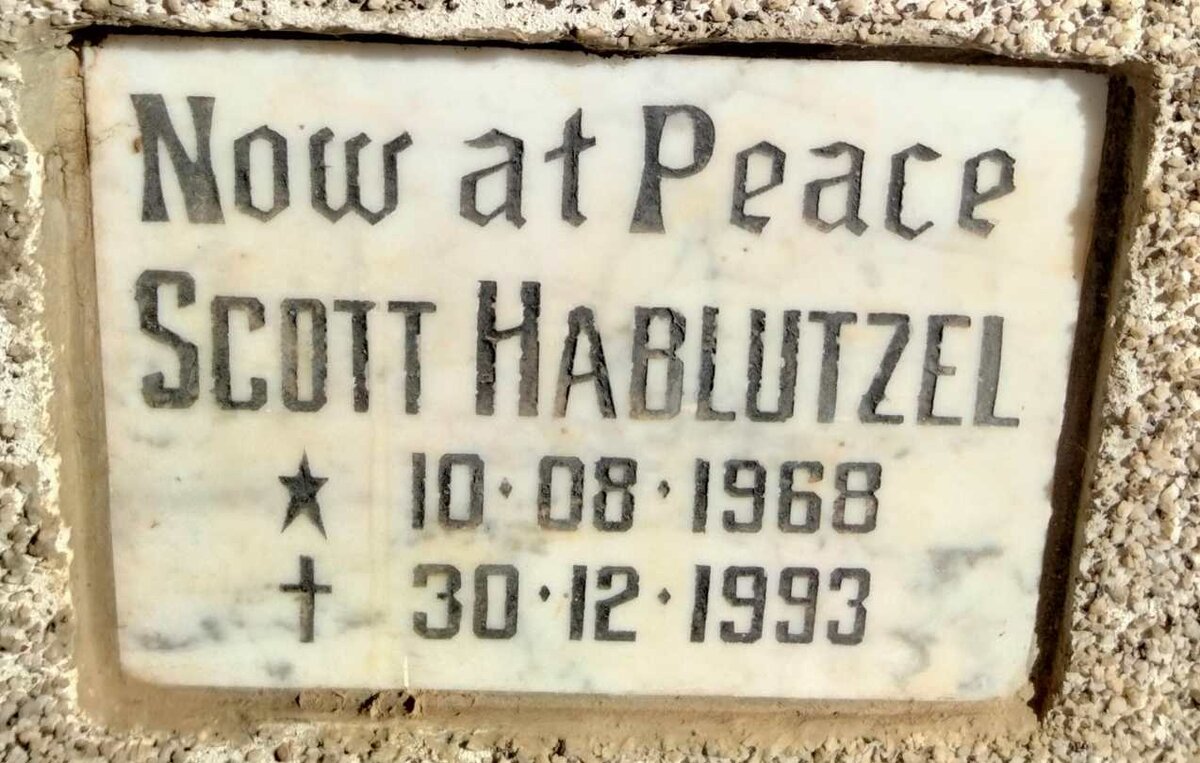 Now at Peace
SCOTT HABLUTZEL
★ 10·08·1968
✝ 30·12·1993